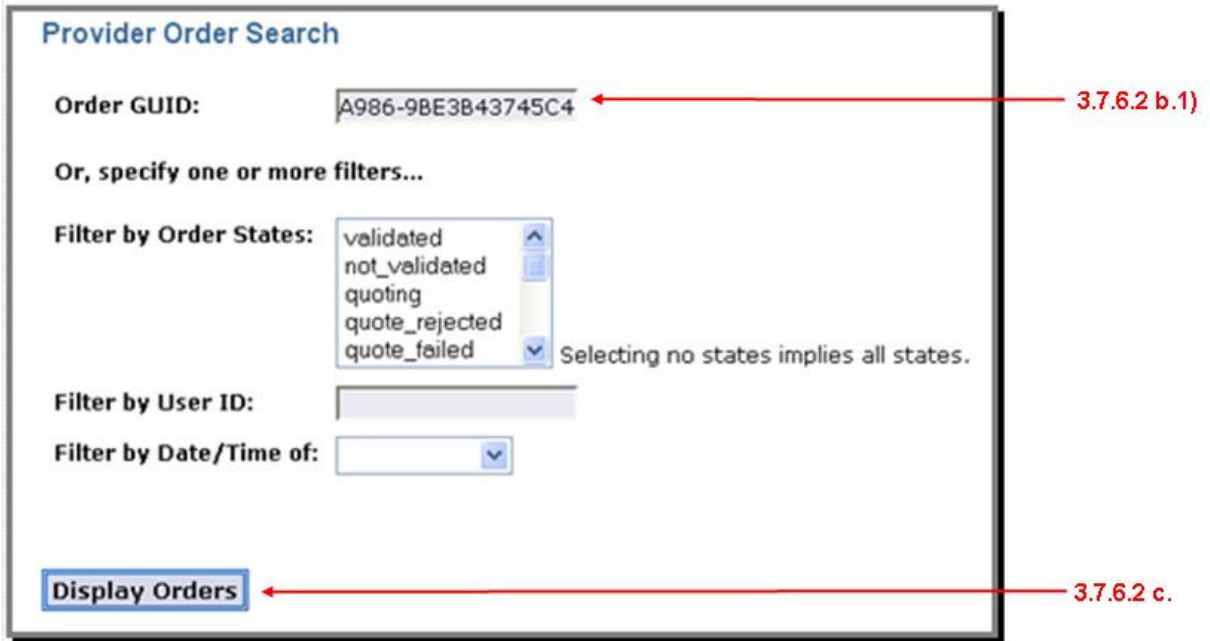 Provider Order Search
Order GUID: A986-9BE3B43745C4 3.7.6.2 b.1)
Or, specify one or more filters...
Filter by Order States: validated
not_validated
quoting
quote_rejected
quote_failed Selecting no states implies all states.
Filter by User ID:
Filter by Date/Time of:
Display Orders 3.7.6.2 c.